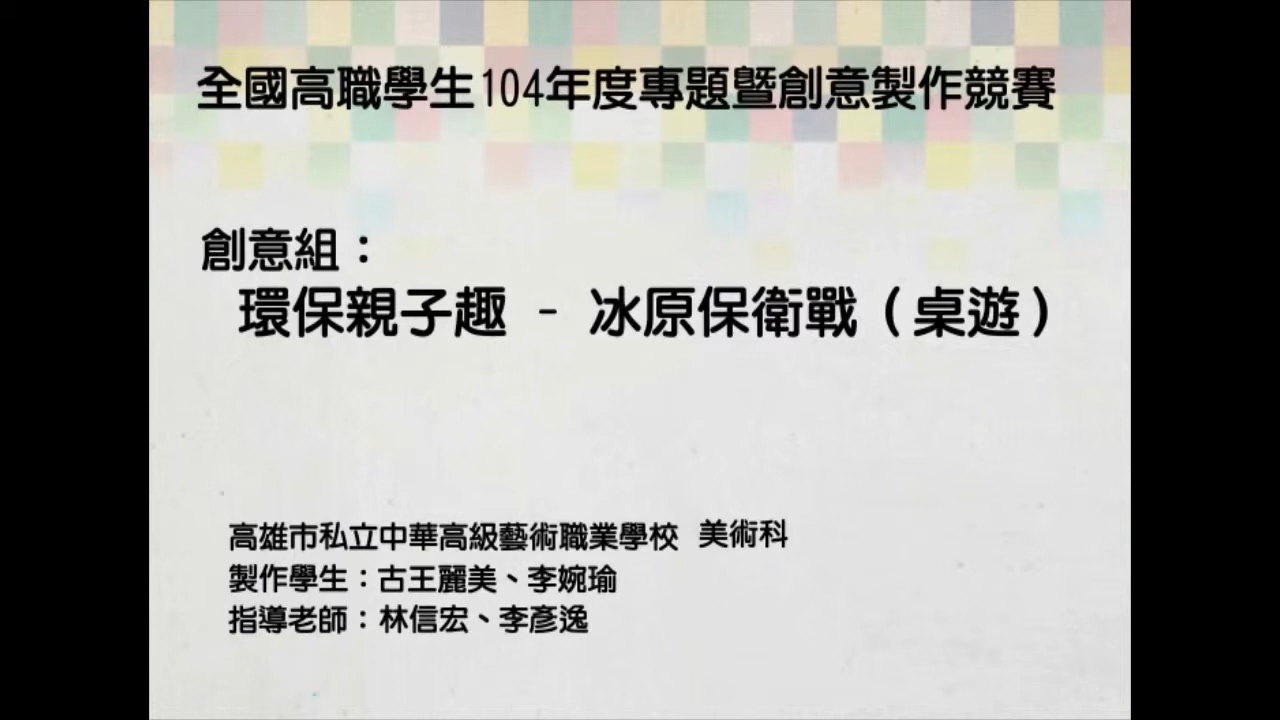 全國高職學生104年度專題暨創意製作競賽
創意組：
環保親子趣 - 冰原保衛戰（桌遊）
高雄市私立中華高級藝術職業學校 美術科
製作學生：古王麗美、李婉瑜
指導老師：林信宏、李彥逸